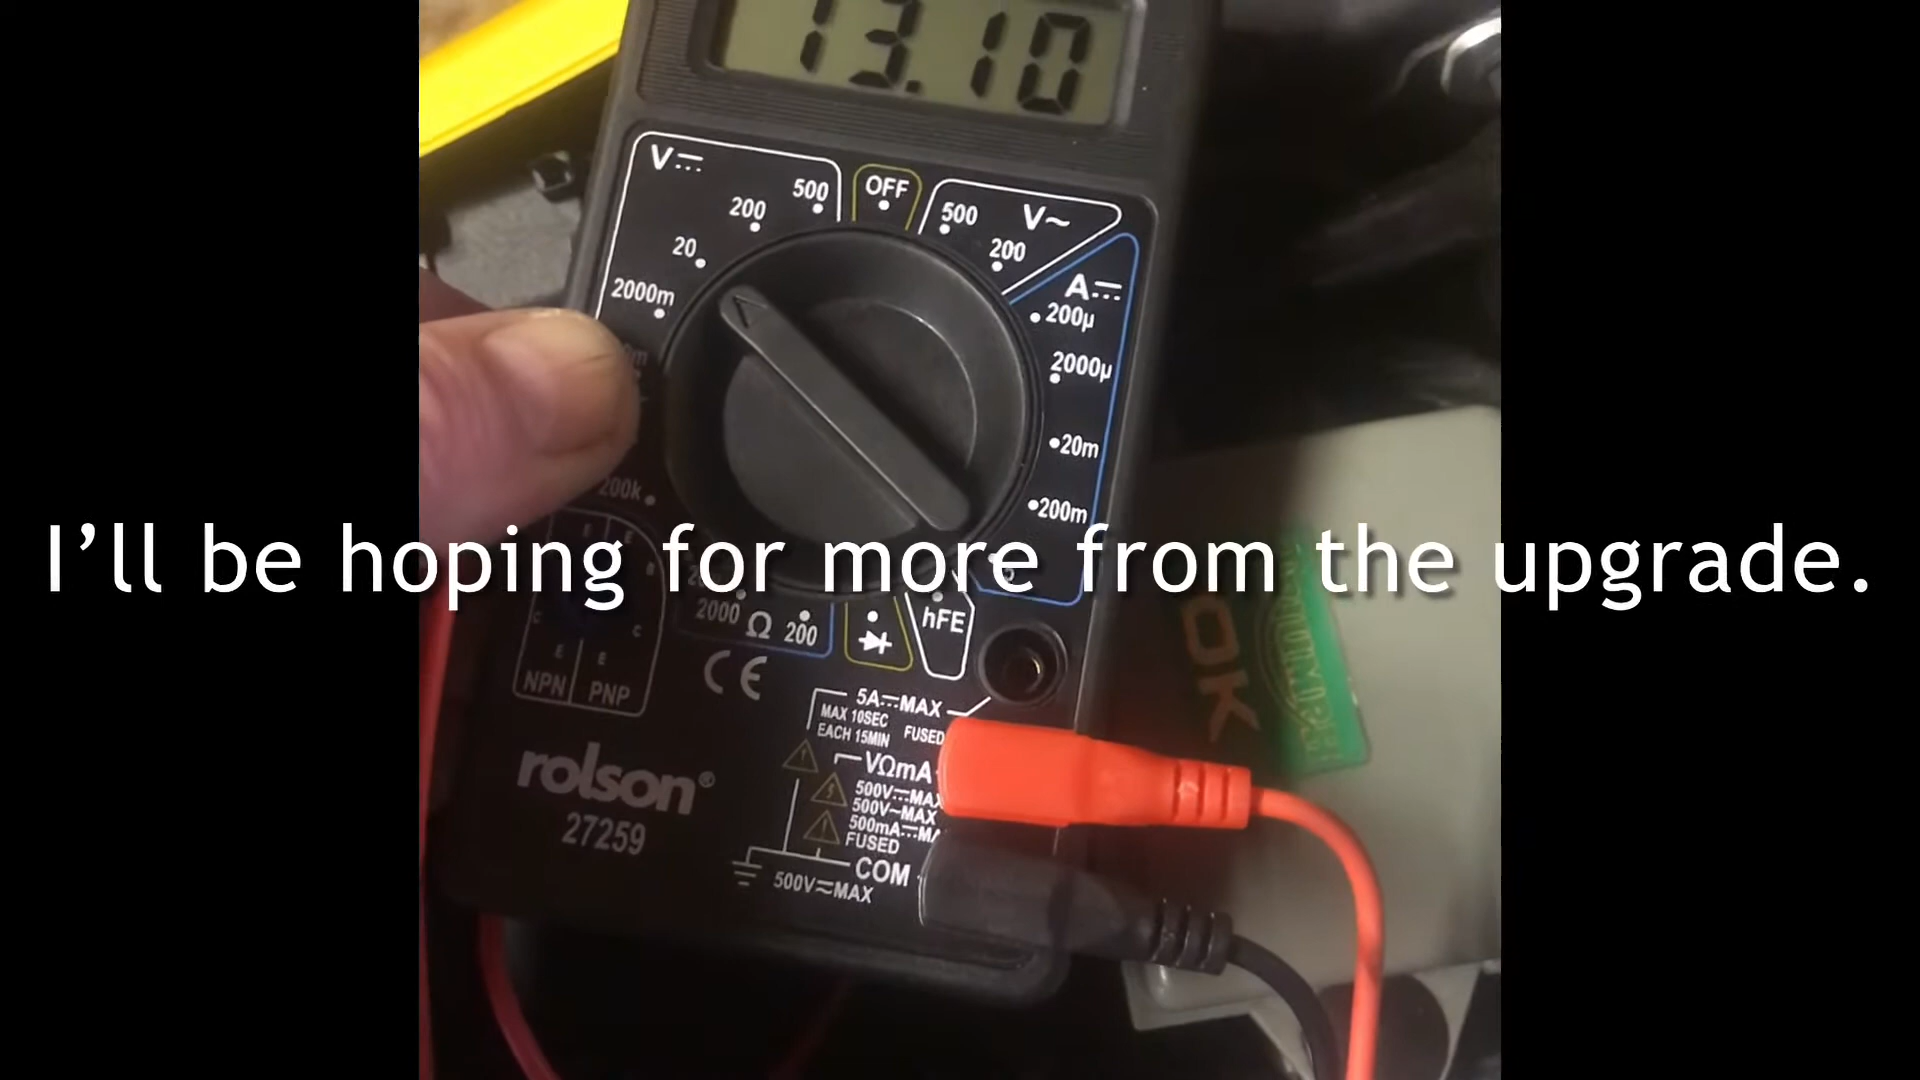 13.10
V⎓
500
OFF
500
V~
200
200
20
A⎓
2000m
200µ
2000µ
20m
200k
200m
I’ll be hoping for more from the upgrade.
2000
Ω
200
hFE
E
E
B
C
C
E
E
NPN
PNP
CE
5A⎓MAX
MAX 10SEC
EACH 15MIN
FUSED
VΩmA
500V⎓MAX
500V~MAX
500mA⎓MA
FUSED
COM
500V≂MAX
rolson®
27259
OK